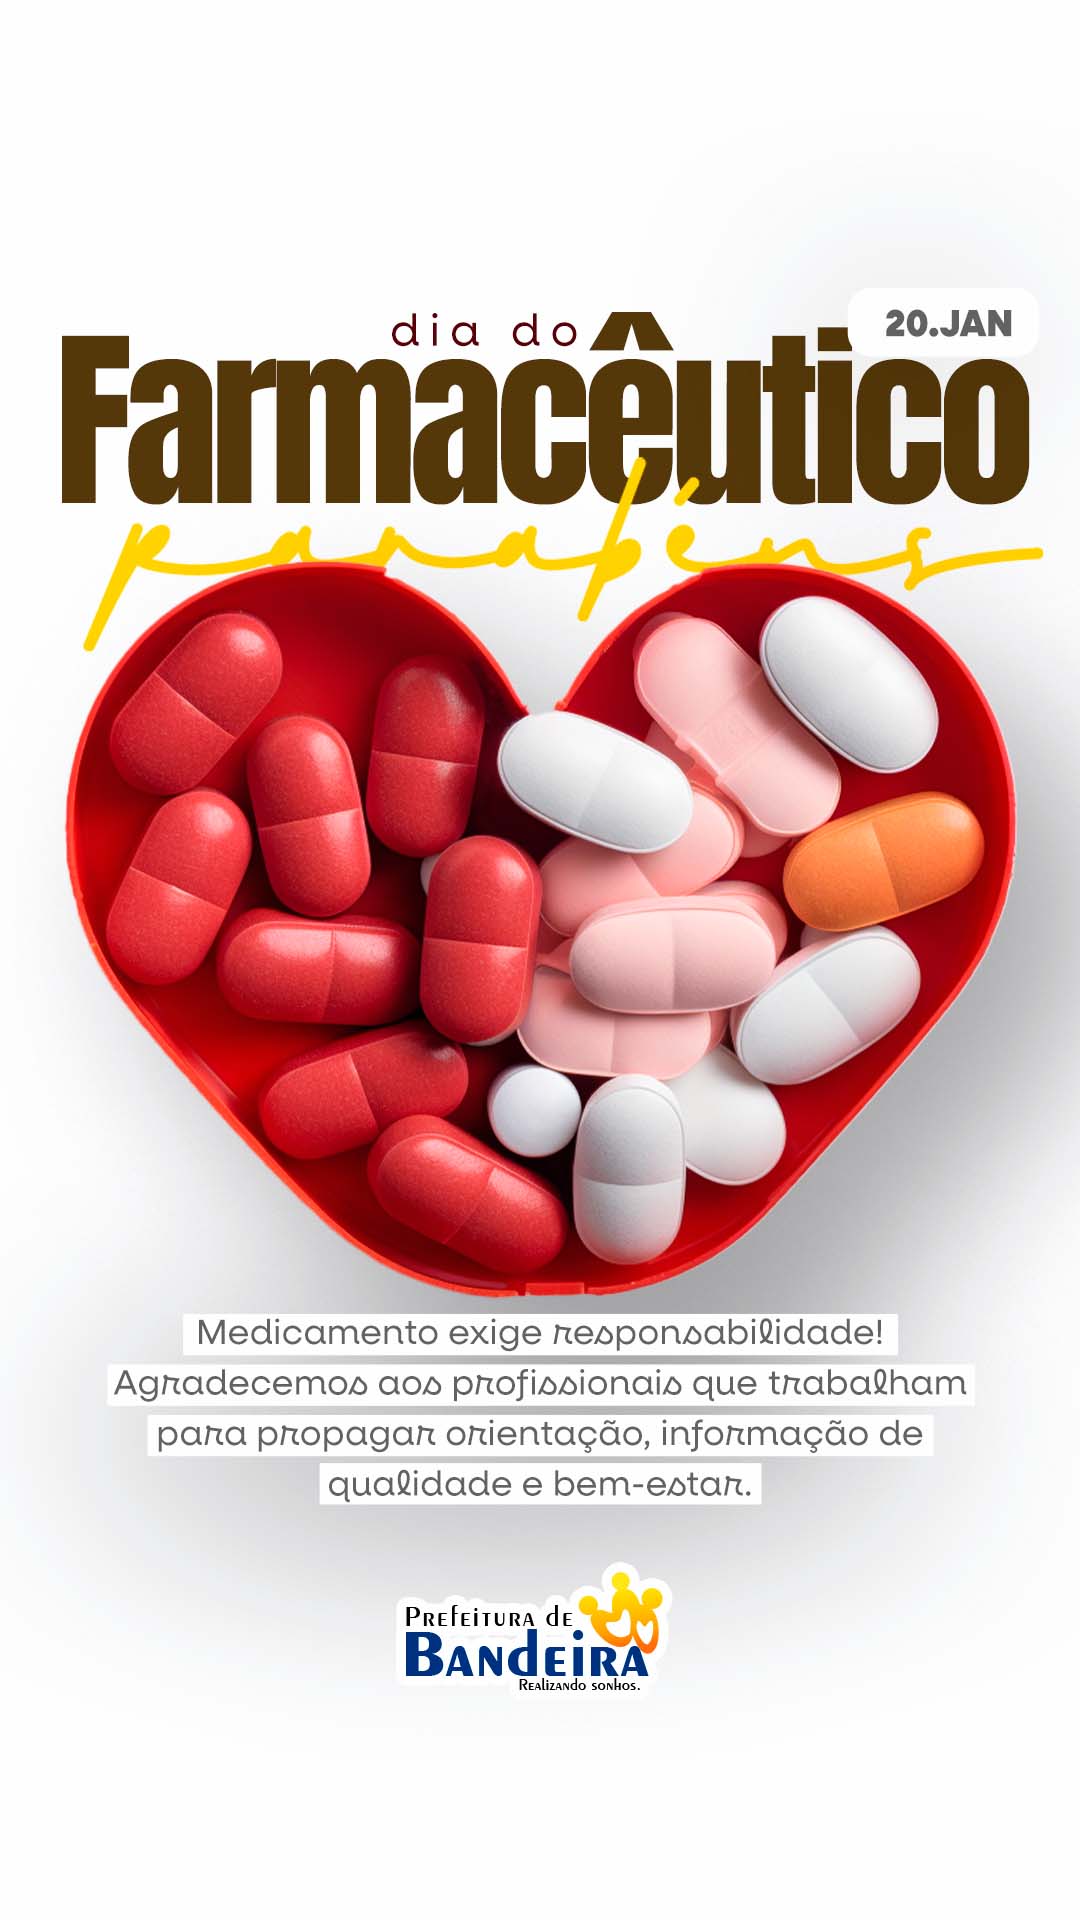 dia do
20.JAN
Farmacêutico
parabéns
Medicamento exige responsabilidade!
Agradecemos aos profissionais que trabalham
para propagar orientação, informação de
qualidade e bem-estar.
Prefeitura de
Bandeira
Realizando sonhos.